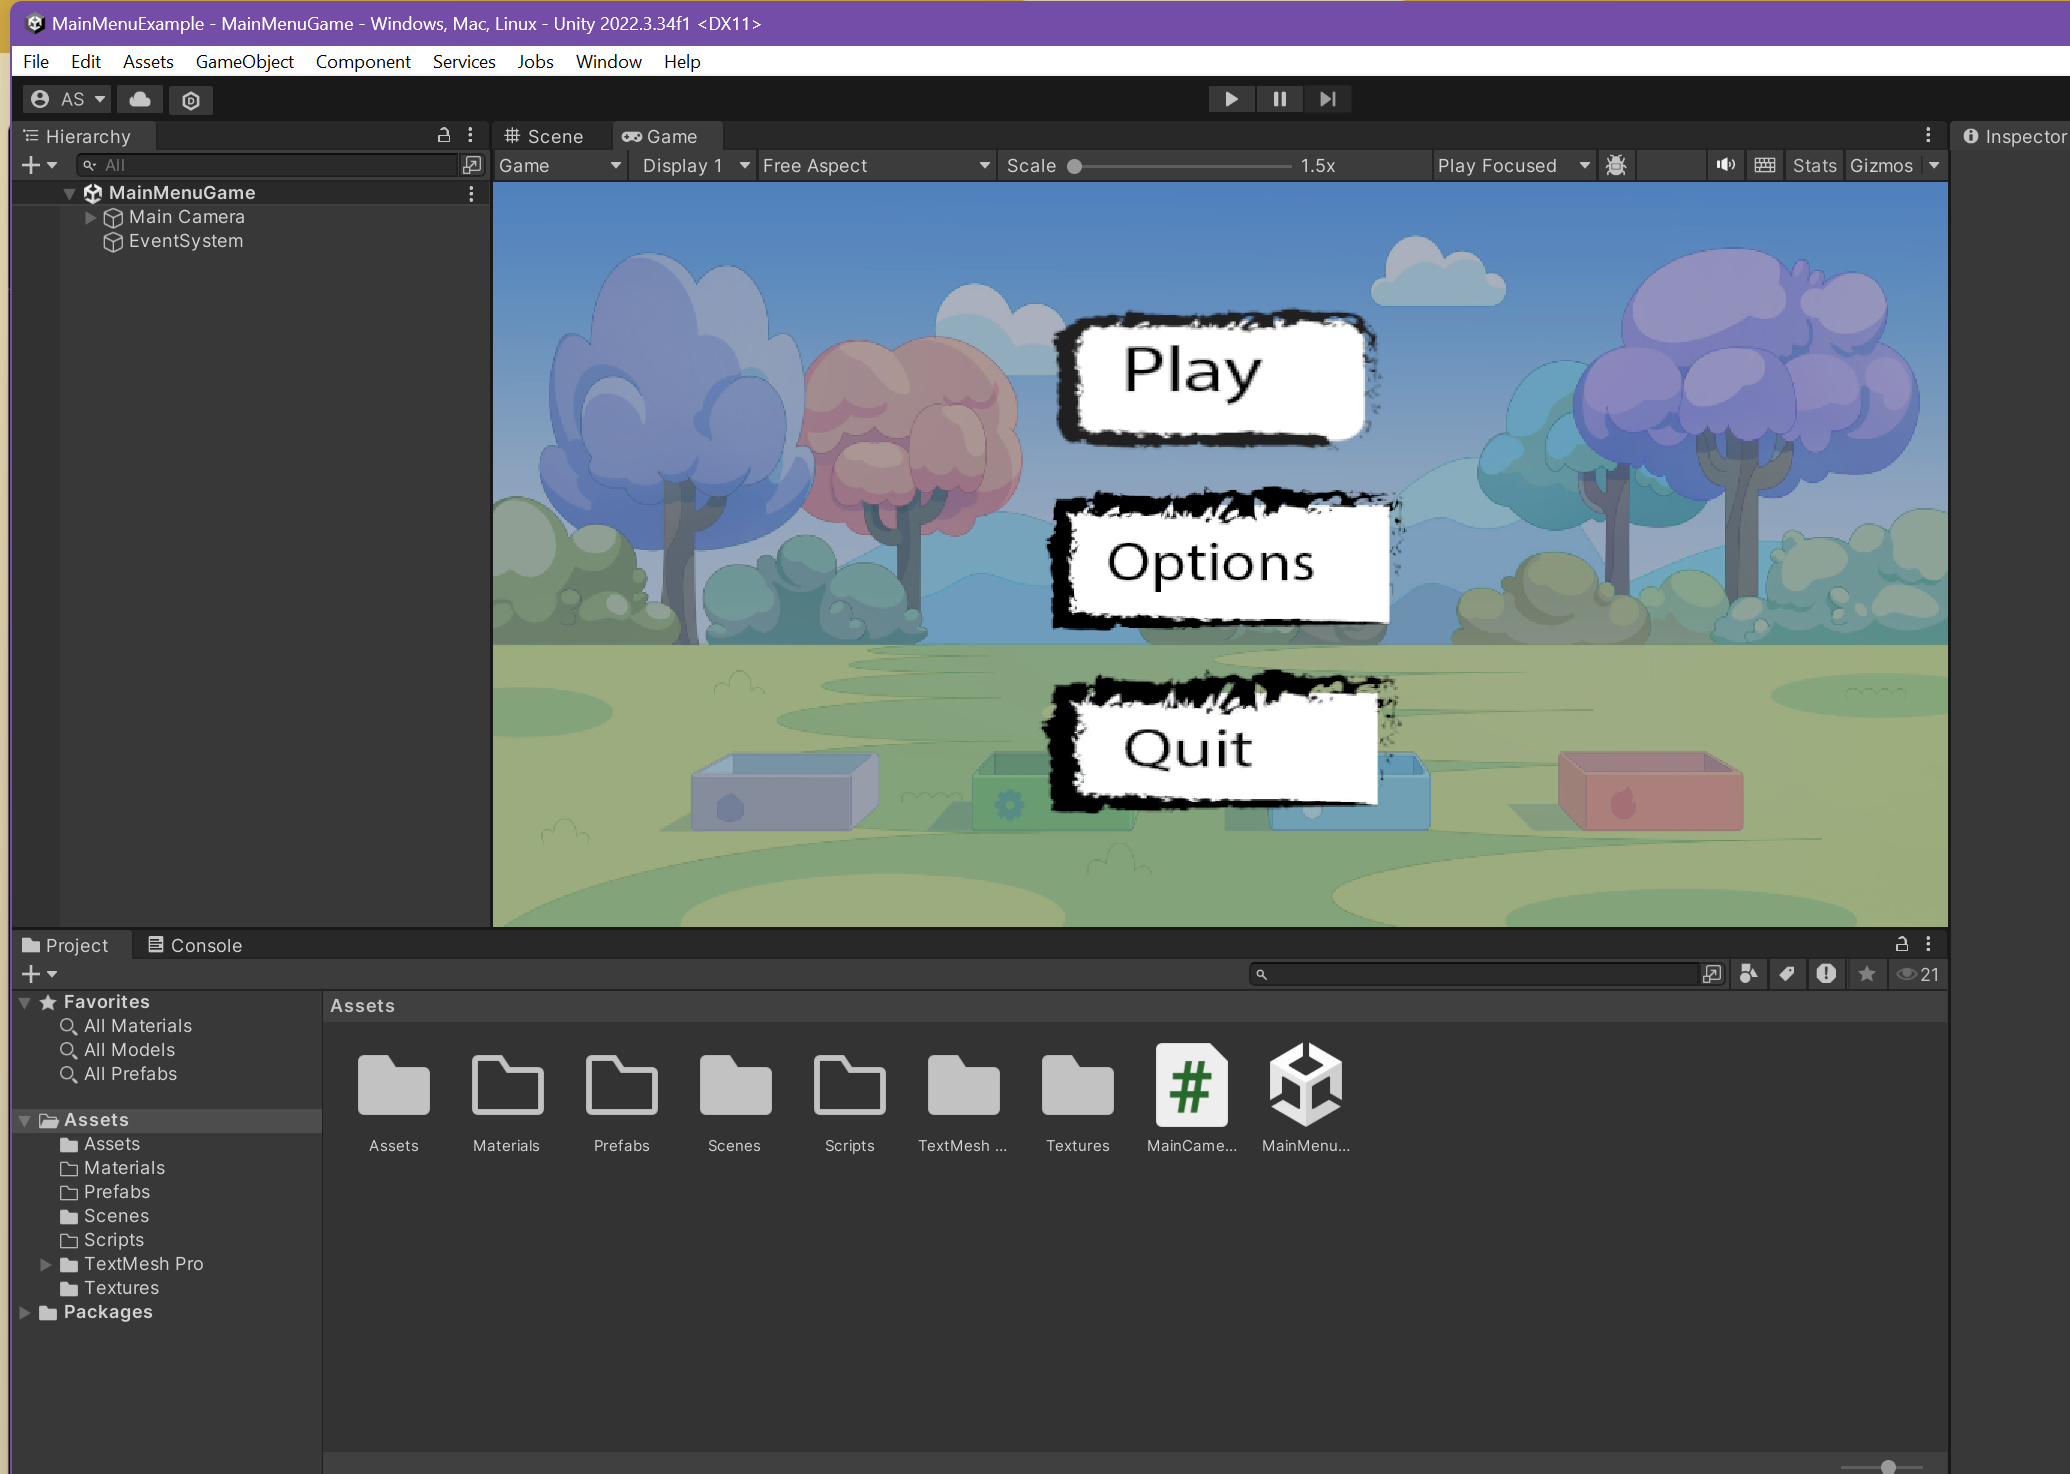 MainMenuExample - MainMenuGame - Windows, Mac, Linux - Unity 2022.3.34f1 <DX11>
File Edit Assets GameObject Component Services Jobs Window Help
AS
Hierarchy
All
MainMenuGame
Main Camera
EventSystem
Scene Game
Game Display 1 Free Aspect Scale 1.5x Play Focused Stats Gizmos
Inspector
Play
Options
Quit
Project Console
21
Favorites
All Materials
All Models
All Prefabs
Assets
Assets
Materials
Prefabs
Scenes
Scripts
TextMesh Pro
Textures
Packages
Assets
#
Assets Materials Prefabs Scenes Scripts TextMesh ... Textures MainCame... MainMenu...